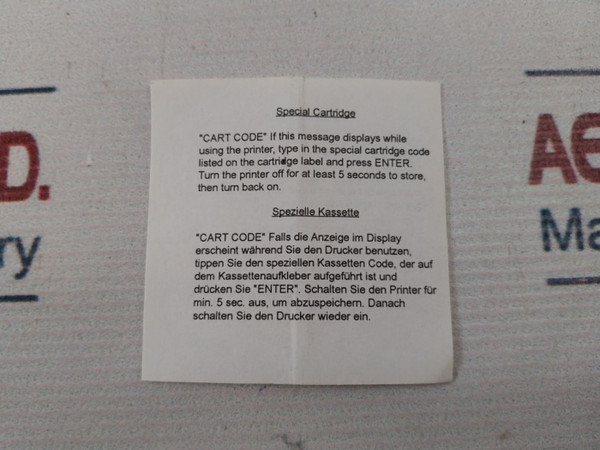 Special Cartridge
"CART CODE" If this message displays while
using the printer, type in the special cartridge code
listed on the cartridge label and press ENTER.
Turn the printer off for at least 5 seconds to store,
then turn back on.
Spezielle Kassette
"CART CODE" Falls die Anzeige im Display
erscheint während Sie den Drucker benutzen,
tippen Sie den speziellen Kassetten Code, der auf
dem Kassettenaufkleber aufgeführt ist und
drücken Sie "ENTER". Schalten Sie den Printer für
min. 5 sec. aus, um abzuspeichern. Danach
schalten Sie den Drucker wieder ein.
D.
ry
AE
Ma